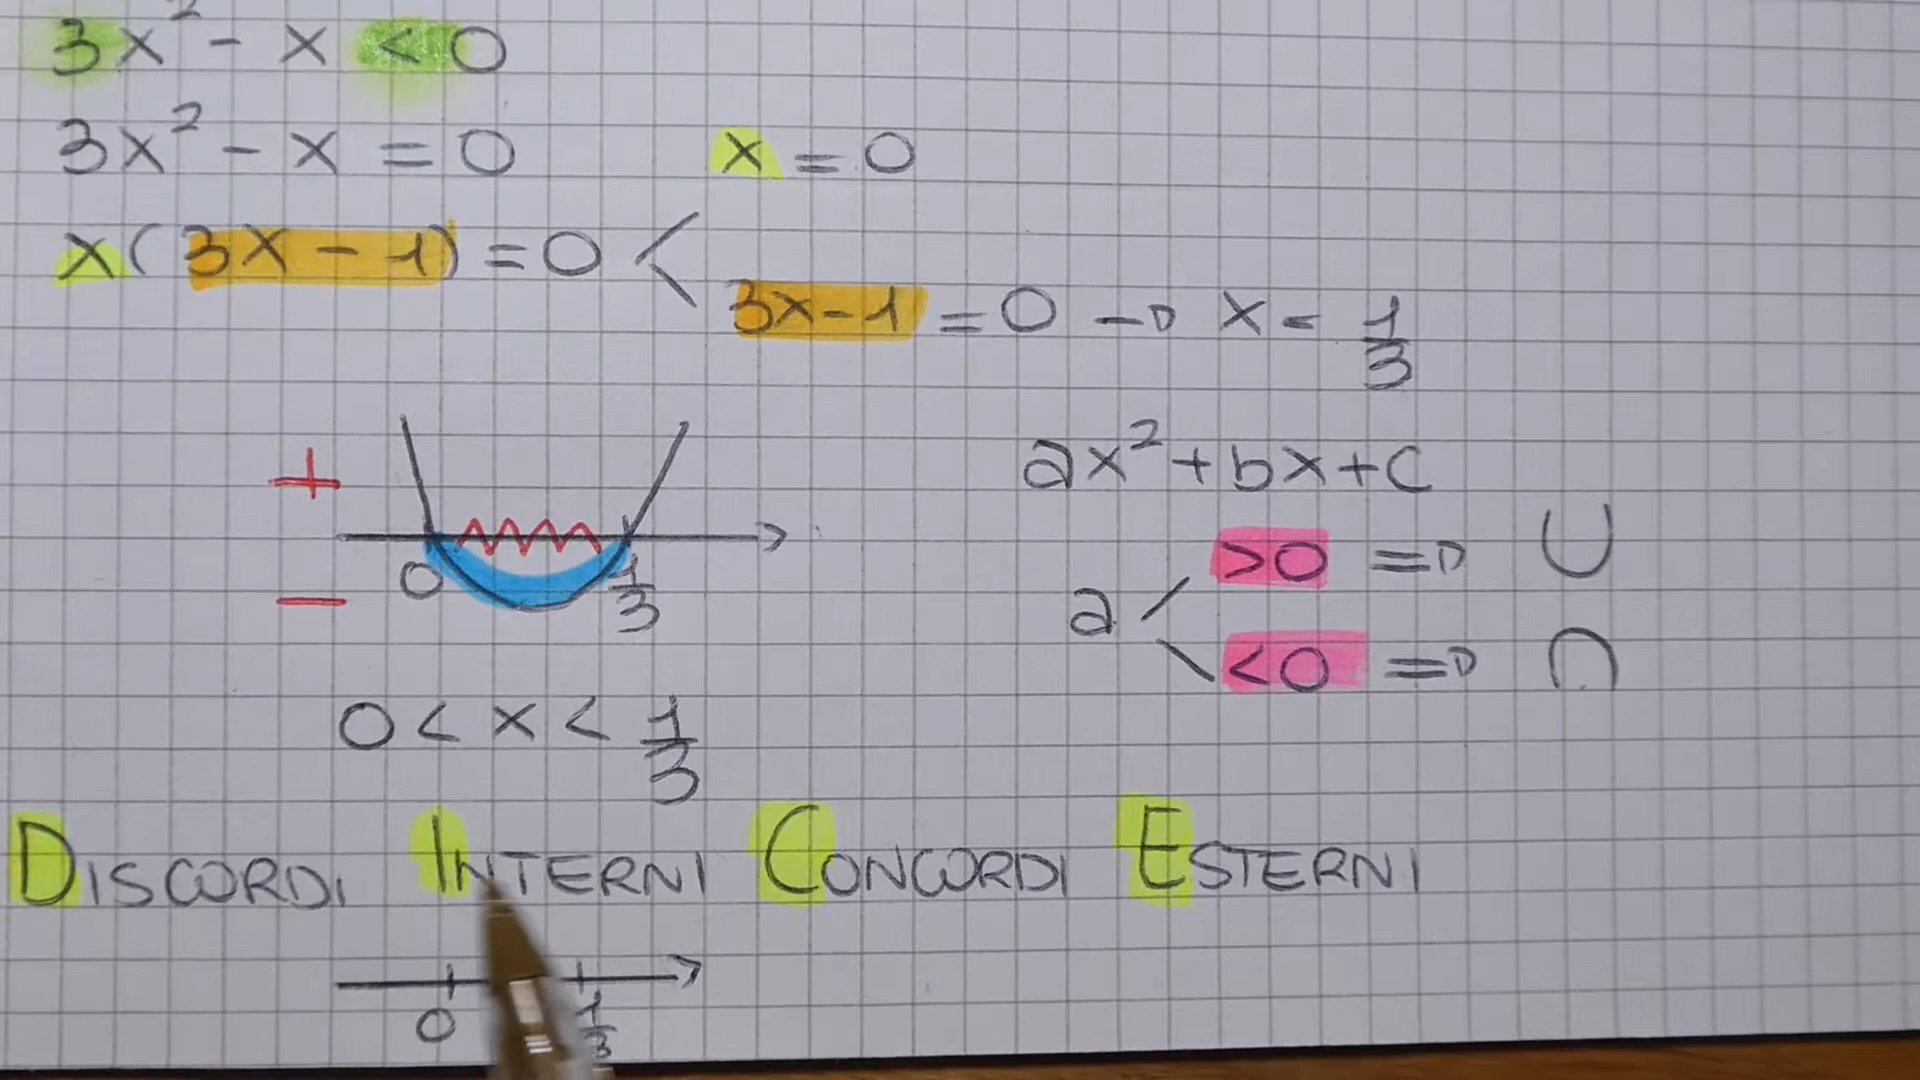 3x² - x < 0
3x² - x = 0
x = 0
x(3x - 1) = 0
3x - 1 = 0 → x = 1/3
+
0 1/3
-
0 < x < 1/3
ax² + bx + c
a
>0 ⇒ ∪
<0 ⇒ ∩
DISCORDI INTERNI CONCORDI ESTERNI
0 1/3